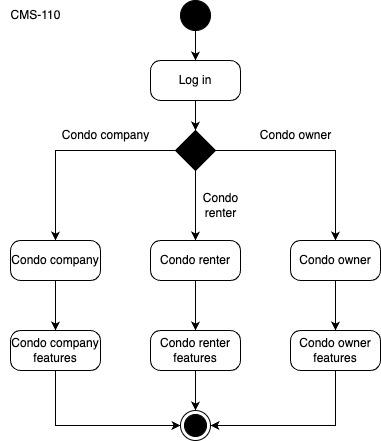 CMS-110
Log in
Condo company
Condo owner
Condo
renter
Condo company
Condo renter
Condo owner
Condo company
features
Condo renter
features
Condo owner
features